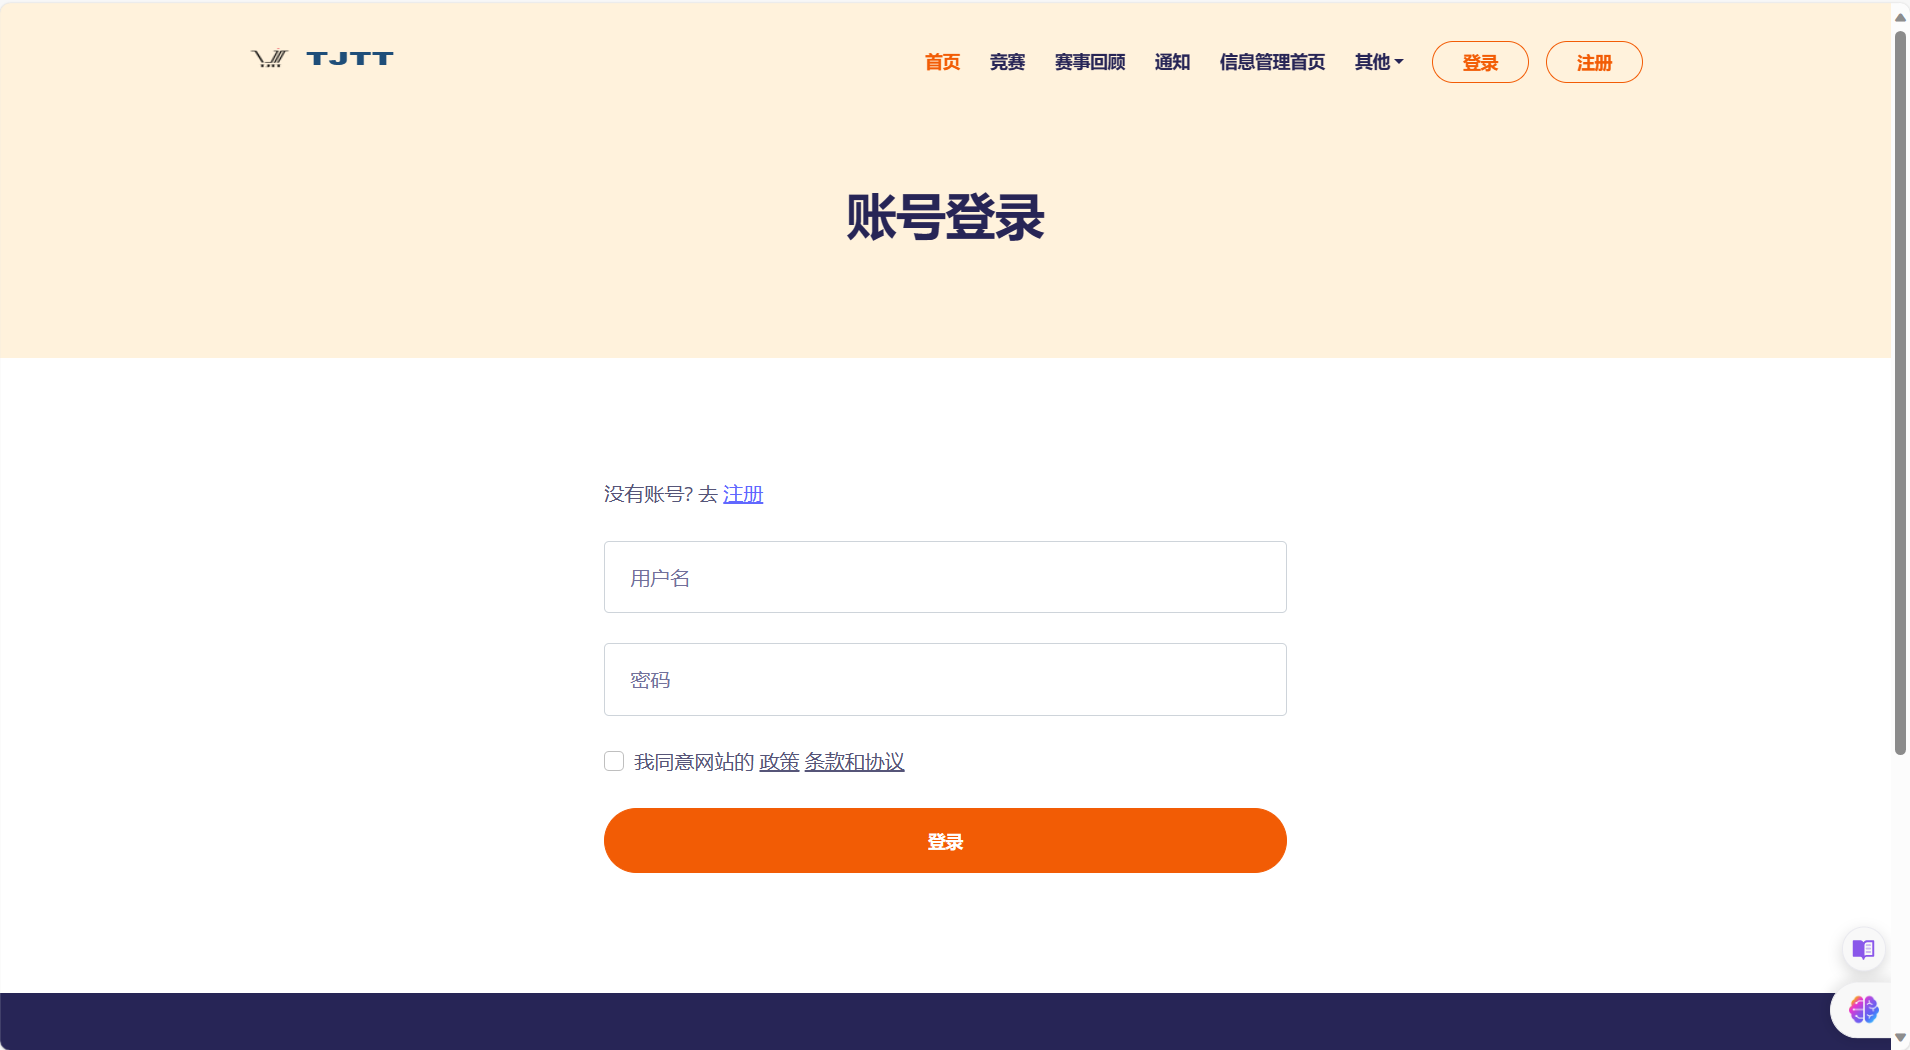 TJTT
首页 竞赛 赛事回顾 通知 信息管理首页 其他 登录 注册
账号登录
没有账号? 去 注册
用户名
密码
我同意网站的 政策 条款和协议
登录